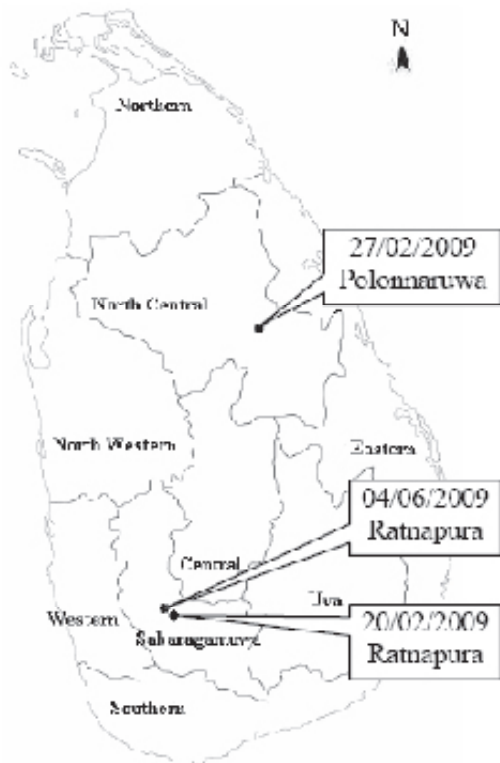 N
Northern
27/02/2009
Polonnaruwa
North Central
North Western
Eastern
04/06/2009
Ratnapura
Central
Uva
Western
20/02/2009
Sabaragamuwa
Ratnapura
Southern